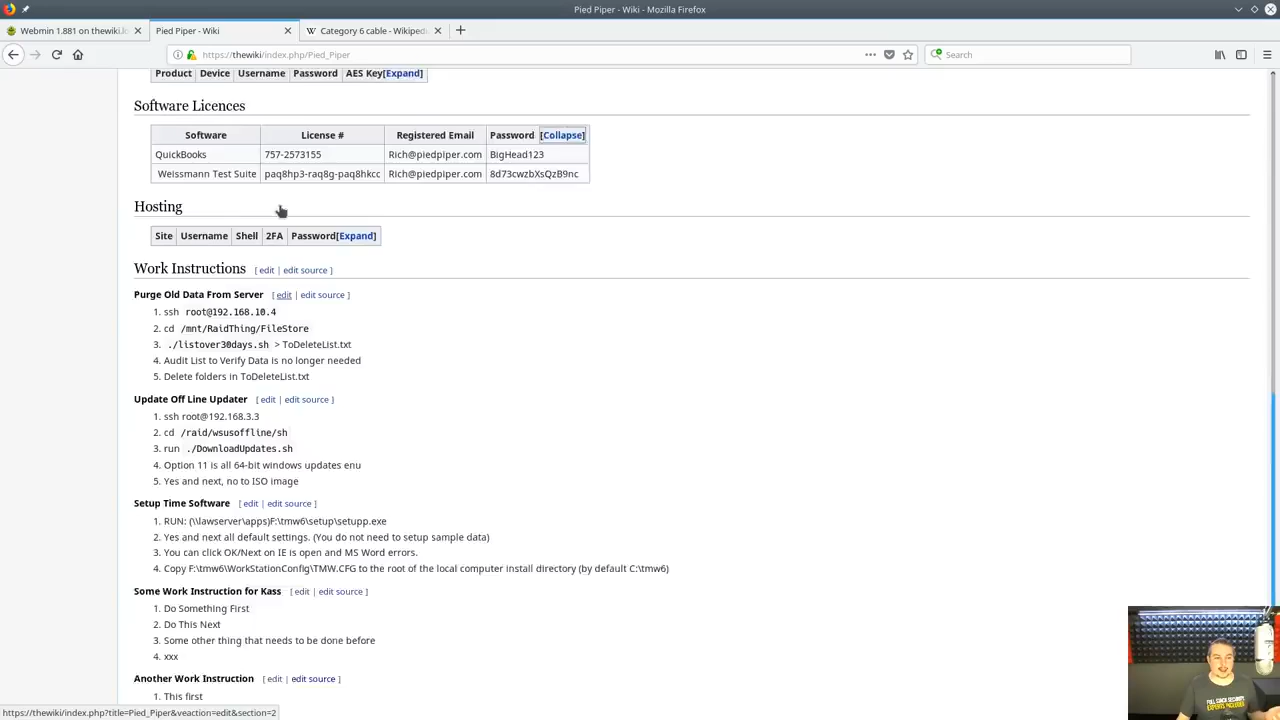 Pied Piper - Wiki - Mozilla Firefox
Webmin 1.881 on thewiki.l
Pied Piper - Wiki
Category 6 cable - Wikiped
https://thewiki/index.php/Pied_Piper
Search
Product Device Username Password AES Key[Expand]
Software Licences
Software License # Registered Email Password [Collapse]
QuickBooks 757-2573155 Rich@piedpiper.com BigHead123
Weissmann Test Suite paq8hp3-raq8g-paq8hkcc Rich@piedpiper.com 8d73cwzbXsQzB9nc
Hosting
Site Username Shell 2FA Password[Expand]
Work Instructions [ edit | edit source ]
Purge Old Data From Server [ edit | edit source ]
1. ssh root@192.168.10.4
2. cd /mnt/RaidThing/FileStore
3. ./listover30days.sh > ToDeleteList.txt
4. Audit List to Verify Data is no longer needed
5. Delete folders in ToDeleteList.txt
Update Off Line Updater [ edit | edit source ]
1. ssh root@192.168.3.3
2. cd /raid/wsusoffline/sh
3. run ./DownloadUpdates.sh
4. Option 11 is all 64-bit windows updates enu
5. Yes and next, no to ISO image
Setup Time Software [ edit | edit source ]
1. RUN: (\\lawserver\apps)F:\tmw6\setup\setupp.exe
2. Yes and next all default settings. (You do not need to setup sample data)
3. You can click OK/Next on IE is open and MS Word errors.
4. Copy F:\tmw6\WorkStationConfig\TMW.CFG to the root of the local computer install directory (by default C:\tmw6)
Some Work Instruction for Kass [ edit | edit source ]
1. Do Something First
2. Do This Next
3. Some other thing that needs to be done before
4. xxx
Another Work Instruction [ edit | edit source ]
1. This first
https://thewiki/index.php?title=Pied_Piper&veaction=edit&section=2
FULL STACK SECURITY
EXPERTS INCLUDED